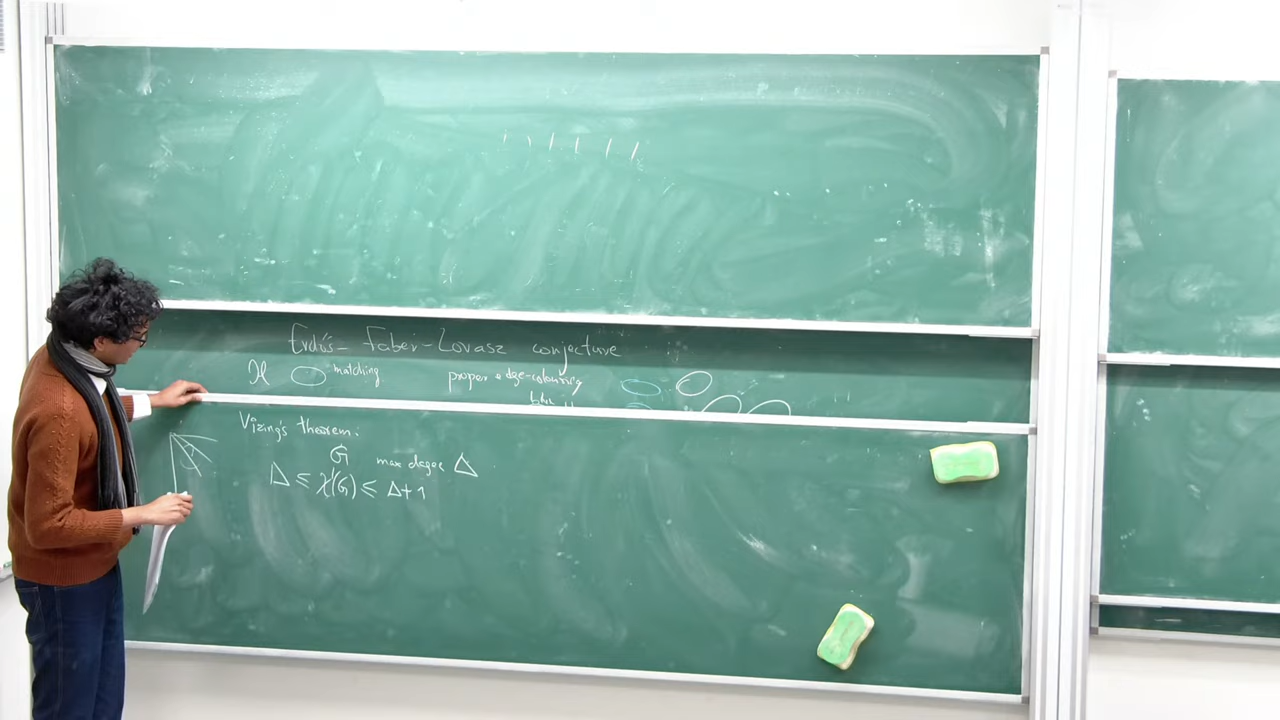 Erdős - Faber - Lovasz conjecture
H matching proper edge-colouring
Vizing's theorem.
G max degree Δ
Δ ≤ χ'(G) ≤ Δ+1